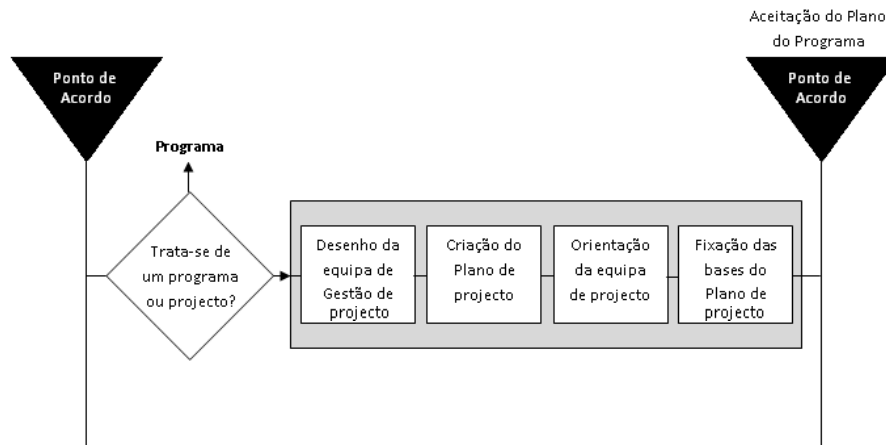 Aceitação do Plano
do Programa
Ponto de
Acordo
Ponto de
Acordo
Programa
Trata-se de
um programa
ou projecto?
Desenho da
equipa de
Gestão de
projecto
Criação do
Plano de
projecto
Orientação
da equipa
de projecto
Fixação das
bases do
Plano de
projecto